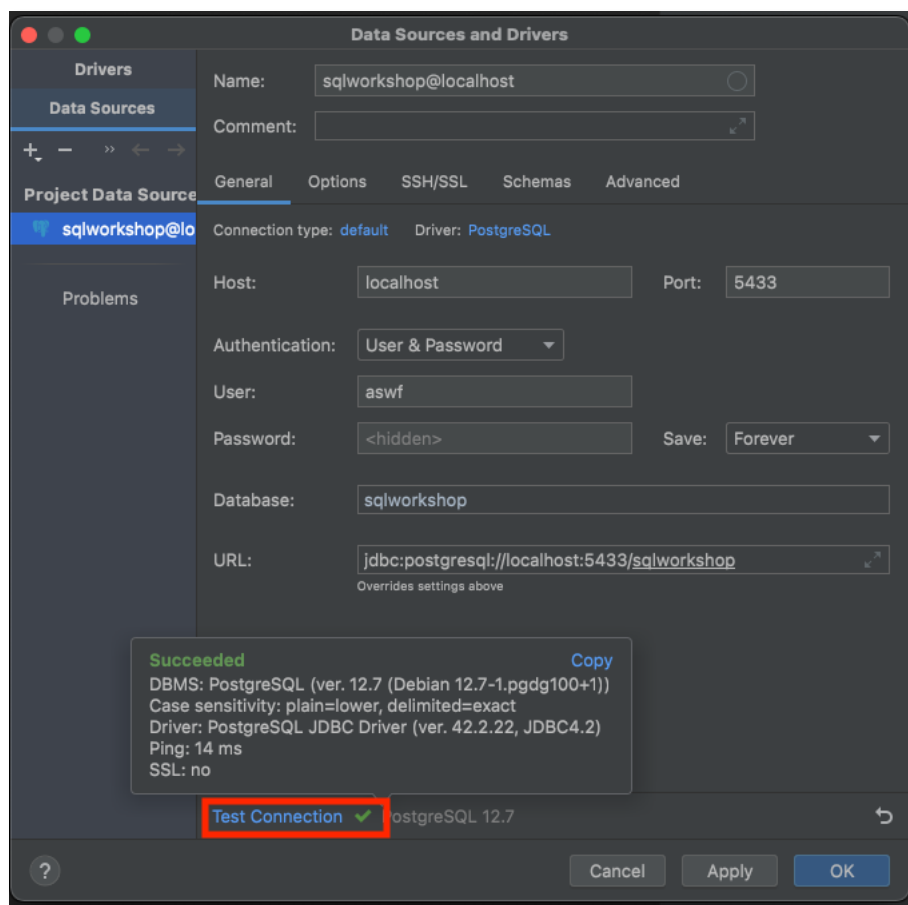 Data Sources and Drivers
Drivers
Data Sources
Project Data Source
sqlworkshop@lo
Problems
Name: sqlworkshop@localhost
Comment:
General Options SSH/SSL Schemas Advanced
Connection type: default Driver: PostgreSQL
Host: localhost Port: 5433
Authentication: User & Password
User: aswf
Password: <hidden> Save: Forever
Database: sqlworkshop
URL: jdbc:postgresql://localhost:5433/sqlworkshop
Overrides settings above
Succeeded Copy
DBMS: PostgreSQL (ver. 12.7 (Debian 12.7-1.pgdg100+1))
Case sensitivity: plain=lower, delimited=exact
Driver: PostgreSQL JDBC Driver (ver. 42.2.22, JDBC4.2)
Ping: 14 ms
SSL: no
Test Connection PostgreSQL 12.7
? Cancel Apply OK